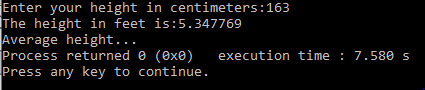 Enter your height in centimeters:163
The height in feet is:5.347769
Average height...
Process returned 0 (0x0)   execution time : 7.580 s
Press any key to continue.